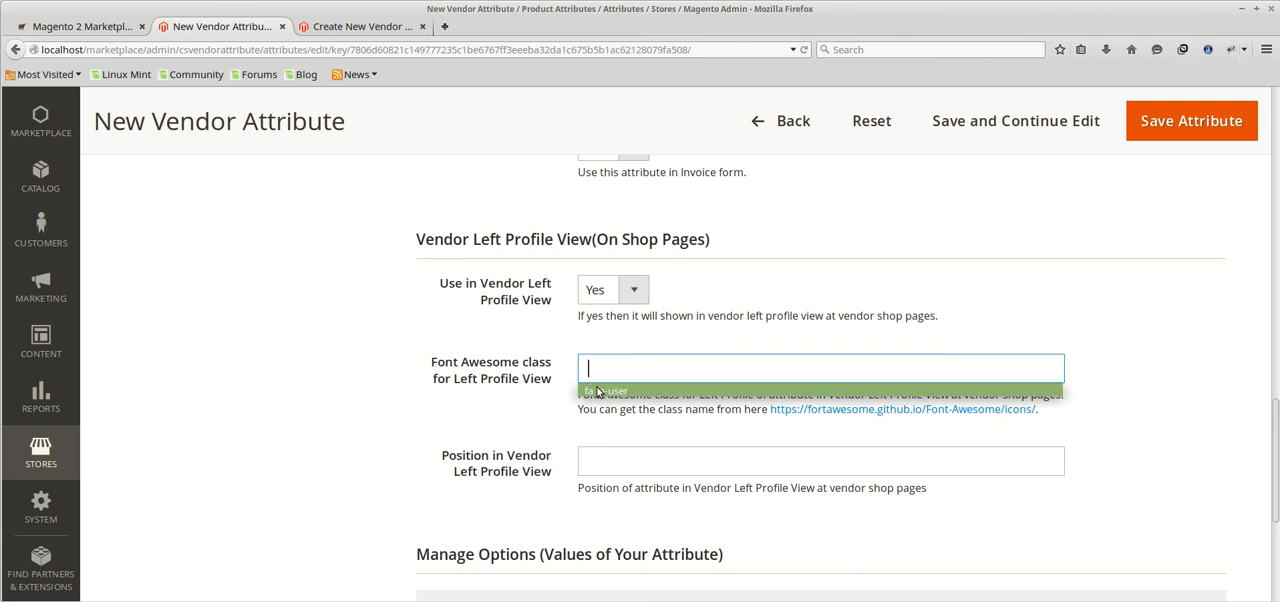 New Vendor Attribute / Product Attributes / Attributes / Stores / Magento Admin - Mozilla Firefox
Magento 2 Marketpl...
New Vendor Attribu...
Create New Vendor ...
localhost/marketplace/admin/csvendorattribute/attributes/edit/key/7806d60821c149777235c1be6767ff3eeeba32da1c675b5b1ac62128079fa508/
Search
Most Visited
Linux Mint
Community
Forums
Blog
News
New Vendor Attribute
Back
Reset
Save and Continue Edit
Save Attribute
MARKETPLACE
CATALOG
CUSTOMERS
MARKETING
CONTENT
REPORTS
STORES
SYSTEM
FIND PARTNERS
& EXTENSIONS
Use this attribute in Invoice form.
Vendor Left Profile View(On Shop Pages)
Use in Vendor Left
Profile View
Yes
If yes then it will shown in vendor left profile view at vendor shop pages.
Font Awesome class
for Left Profile View
You can get the class name from here https://fortawesome.github.io/Font-Awesome/icons/.
Position in Vendor
Left Profile View
Position of attribute in Vendor Left Profile View at vendor shop pages
Manage Options (Values of Your Attribute)